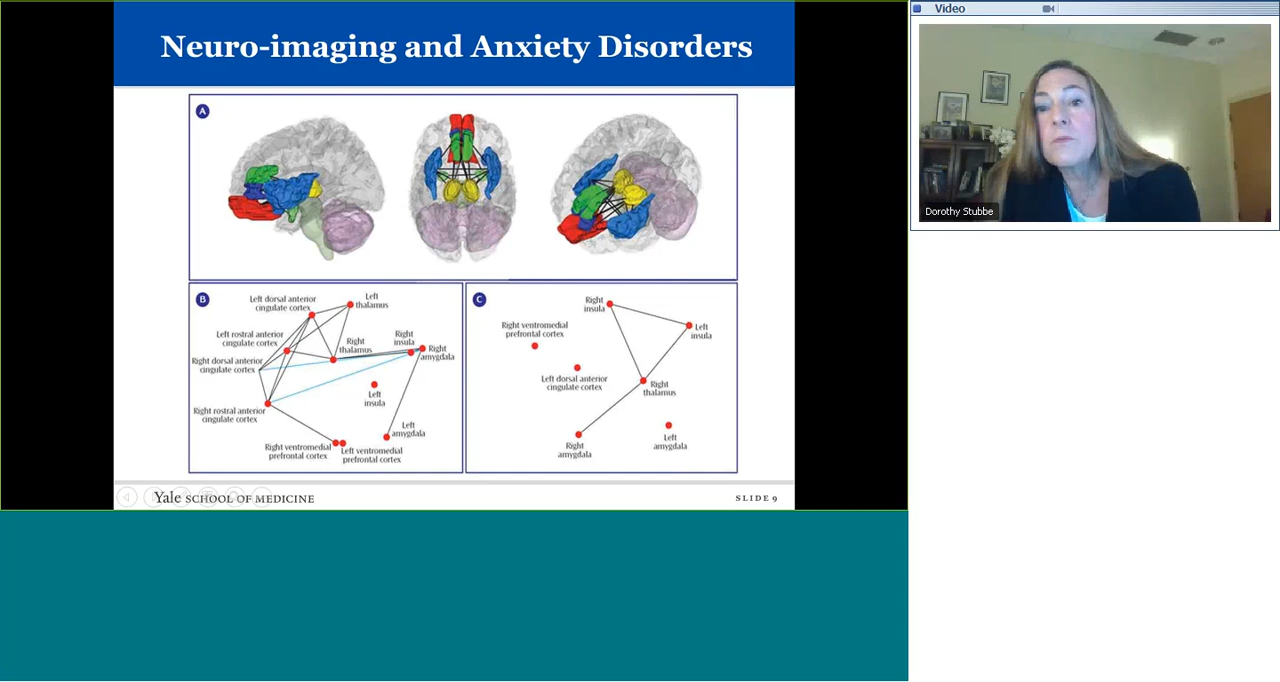 Neuro-imaging and Anxiety Disorders
Video
Dorothy Stubbe
A
B
Left dorsal anterior
cingulate cortex
Left
thalamus
Left rostral anterior
cingulate cortex
Right
thalamus
Right
insula
Right
amygdala
Right dorsal anterior
cingulate cortex
Left
insula
Right rostral anterior
cingulate cortex
Left
amygdala
Right ventromedial
prefrontal cortex
Left ventromedial
prefrontal cortex
C
Right
insula
Right ventromedial
prefrontal cortex
Left
insula
Left dorsal anterior
cingulate cortex
Right
thalamus
Right
amygdala
Left
amygdala
Yale SCHOOL OF MEDICINE
SLIDE 9